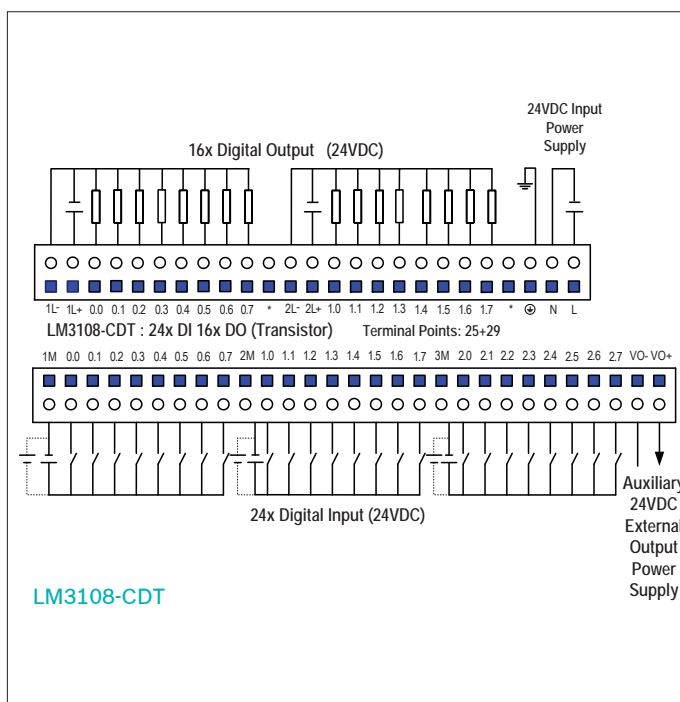 24VDC Input
Power
Supply
16x Digital Output (24VDC)
1L- 1L+ 0.0 0.1 0.2 0.3 0.4 0.5 0.6 0.7 * 2L- 2L+ 1.0 1.1 1.2 1.3 1.4 1.5 1.6 1.7 * N L
LM3108-CDT : 24x DI 16x DO (Transistor) Terminal Points: 25+29
1M 0.0 0.1 0.2 0.3 0.4 0.5 0.6 0.7 2M 1.0 1.1 1.2 1.3 1.4 1.5 1.6 1.7 3M 2.0 2.1 2.2 2.3 2.4 2.5 2.6 2.7 VO- VO+
24x Digital Input (24VDC)
Auxiliary
24VDC
External
Output
Power
Supply
LM3108-CDT